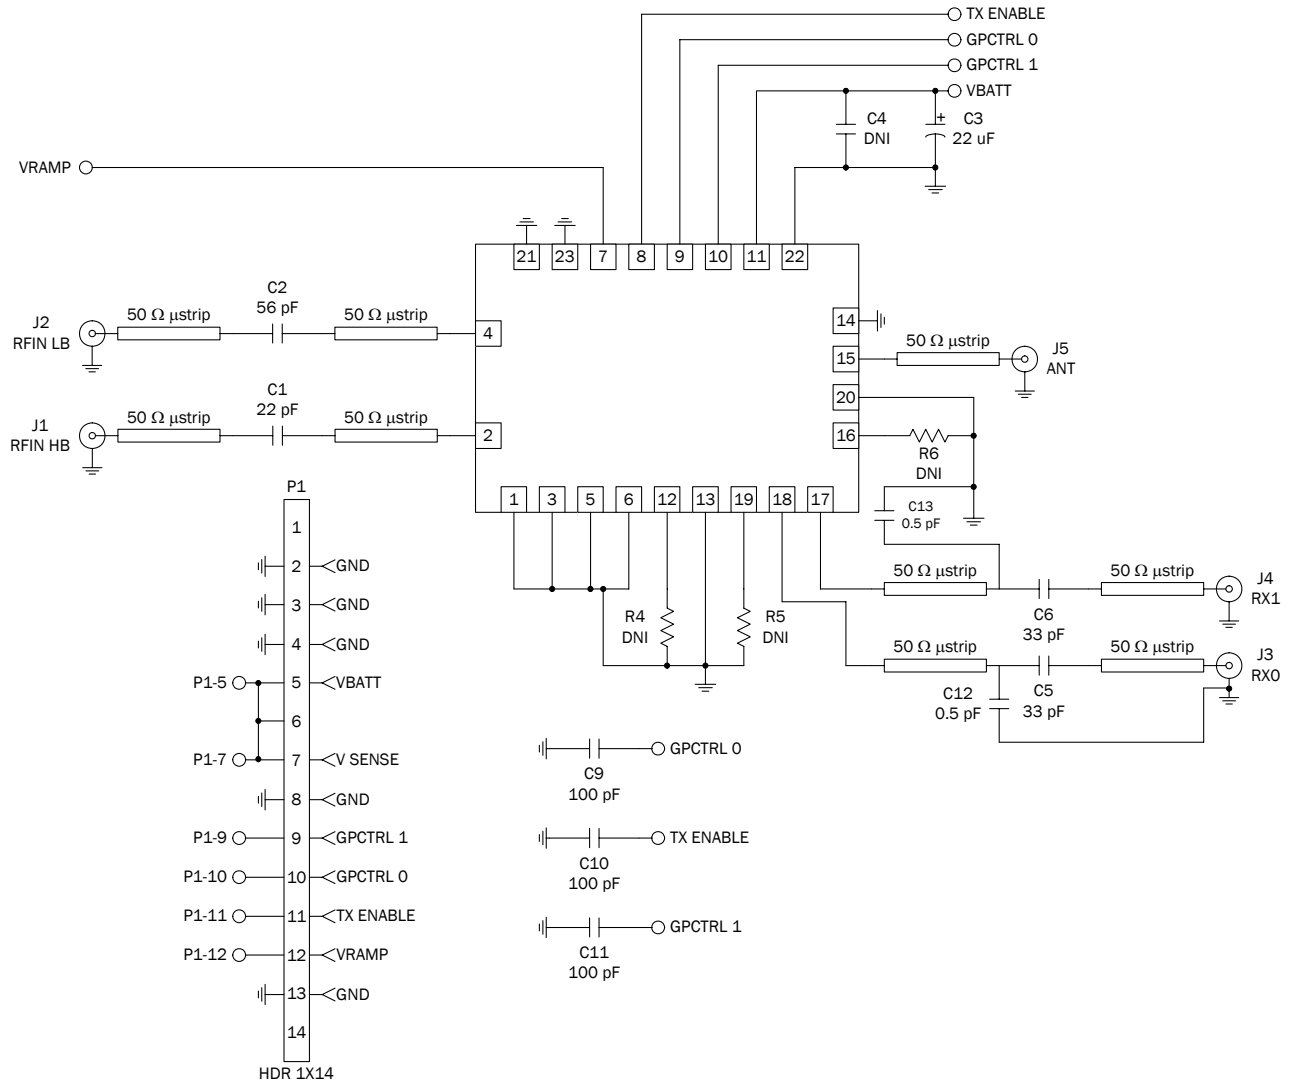 TX ENABLE
GPCTRL 0
GPCTRL 1
VBATT
C4
DNI
+
C3
22 uF
VRAMP
21 23 7 8 9 10 11 22
C2
56 pF
J2
RFIN LB
50 Ω µstrip
50 Ω µstrip
4
14
15
50 Ω µstrip
J5
ANT
C1
22 pF
J1
RFIN HB
50 Ω µstrip
50 Ω µstrip
2
20
16
R6
DNI
1 3 5 6 12 13 19 18 17
C13
0.5 pF
50 Ω µstrip
C6
33 pF
50 Ω µstrip
J4
RX1
R4
DNI
R5
DNI
50 Ω µstrip
C5
33 pF
50 Ω µstrip
J3
RX0
C12
0.5 pF
P1
1
2 GND
3 GND
4 GND
P1-5 5 VBATT
6
P1-7 7 V SENSE
8 GND
P1-9 9 GPCTRL 1
P1-10 10 GPCTRL 0
P1-11 11 TX ENABLE
P1-12 12 VRAMP
13 GND
14
HDR 1X14
GPCTRL 0
C9
100 pF
TX ENABLE
C10
100 pF
GPCTRL 1
C11
100 pF